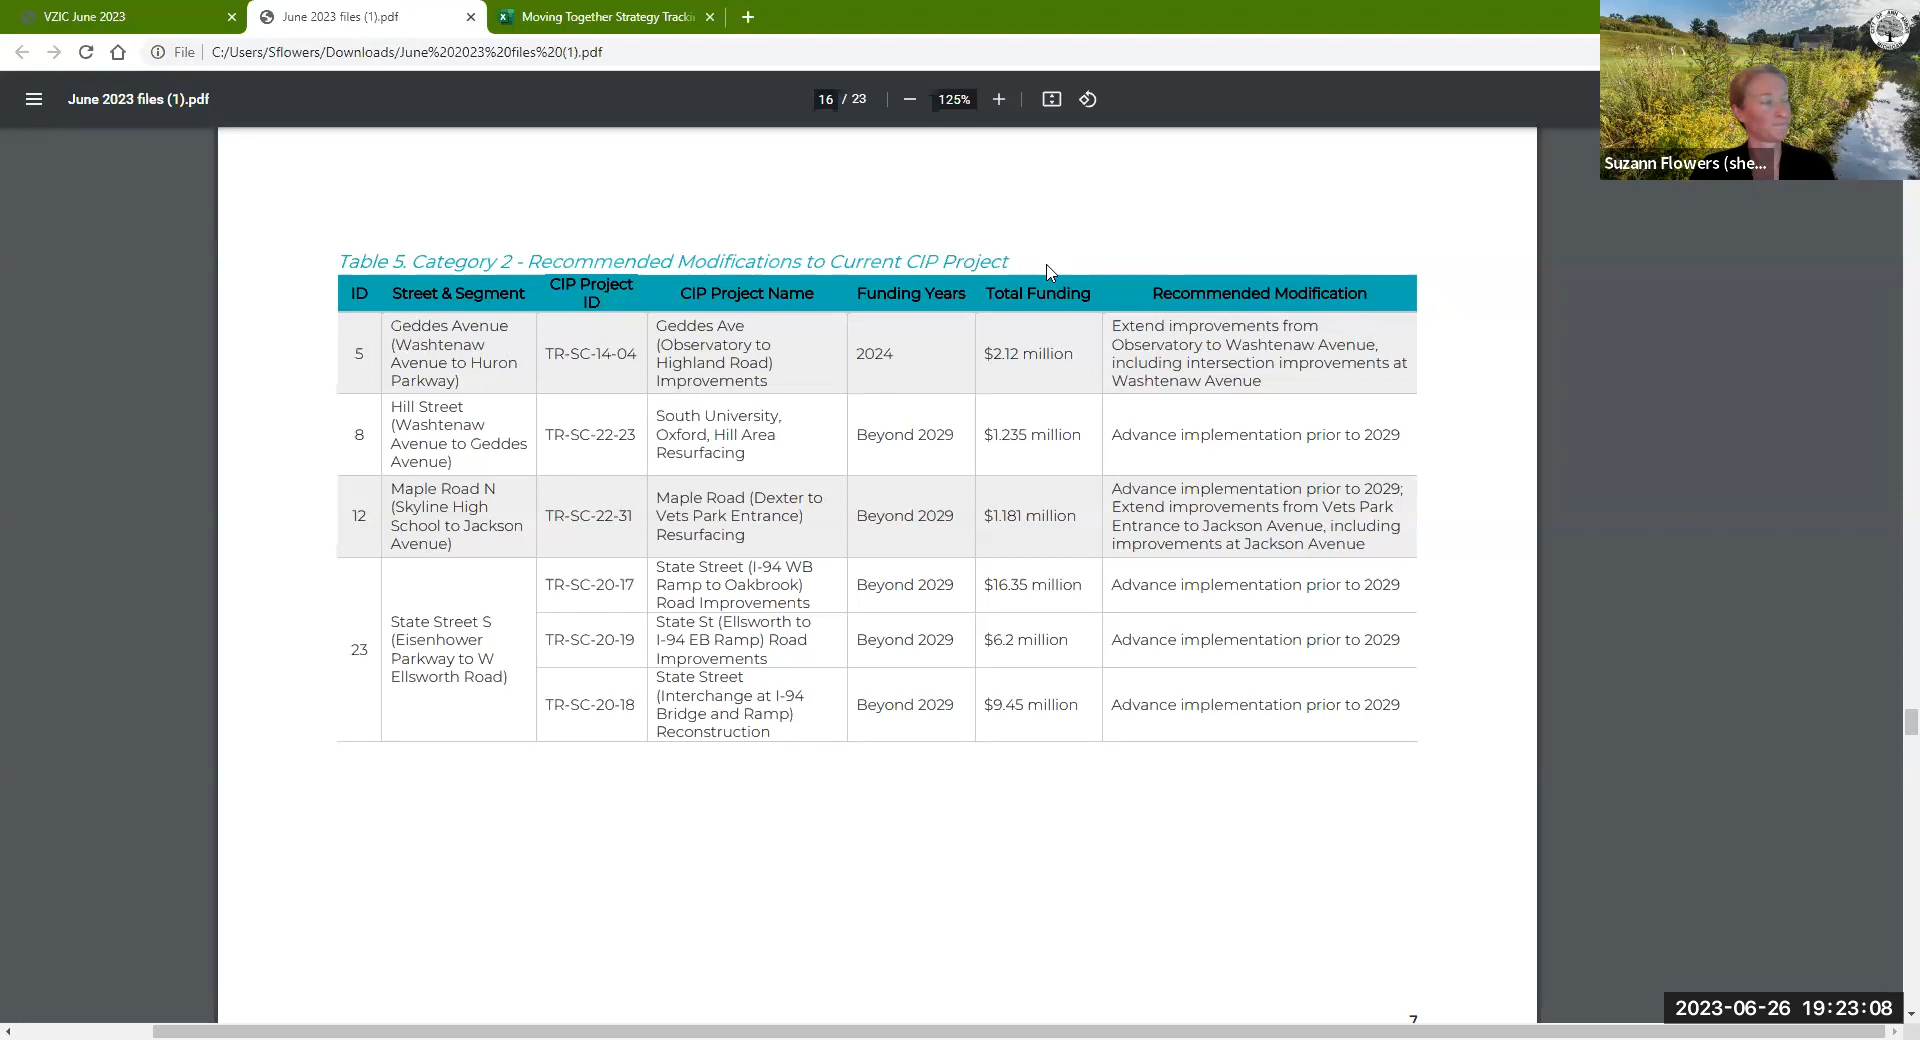 VZIC June 2023
June 2023 files (1).pdf
Moving Together Strategy Tracki
File
C:/Users/Sflowers/Downloads/June%202023%20files%20(1).pdf
June 2023 files (1).pdf
16 / 23
125%
Suzann Flowers (she...
Table 5. Category 2 - Recommended Modifications to Current CIP Project
ID
Street & Segment
CIP Project
ID
CIP Project Name
Funding Years
Total Funding
Recommended Modification
5
Geddes Avenue
(Washtenaw
Avenue to Huron
Parkway)
TR-SC-14-04
Geddes Ave
(Observatory to
Highland Road)
Improvements
2024
$2.12 million
Extend improvements from
Observatory to Washtenaw Avenue,
including intersection improvements at
Washtenaw Avenue
8
Hill Street
(Washtenaw
Avenue to Geddes
Avenue)
TR-SC-22-23
South University,
Oxford, Hill Area
Resurfacing
Beyond 2029
$1.235 million
Advance implementation prior to 2029
12
Maple Road N
(Skyline High
School to Jackson
Avenue)
TR-SC-22-31
Maple Road (Dexter to
Vets Park Entrance)
Resurfacing
Beyond 2029
$1.181 million
Advance implementation prior to 2029;
Extend improvements from Vets Park
Entrance to Jackson Avenue, including
improvements at Jackson Avenue
23
State Street S
(Eisenhower
Parkway to W
Ellsworth Road)
TR-SC-20-17
State Street (I-94 WB
Ramp to Oakbrook)
Road Improvements
Beyond 2029
$16.35 million
Advance implementation prior to 2029
TR-SC-20-19
State St (Ellsworth to
I-94 EB Ramp) Road
Improvements
Beyond 2029
$6.2 million
Advance implementation prior to 2029
TR-SC-20-18
State Street
(Interchange at I-94
Bridge and Ramp)
Reconstruction
Beyond 2029
$9.45 million
Advance implementation prior to 2029
7
2023-06-26 19:23:08